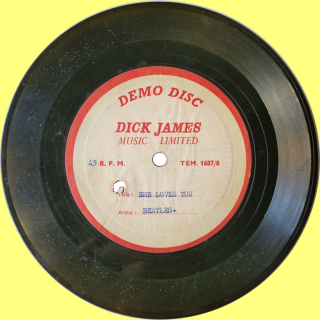 DEMO DISC
DICK JAMES
MUSIC LIMITED
45 R. P. M. TEM. 1687/8
SHE LOVES YOU
Artist: BEATLES.